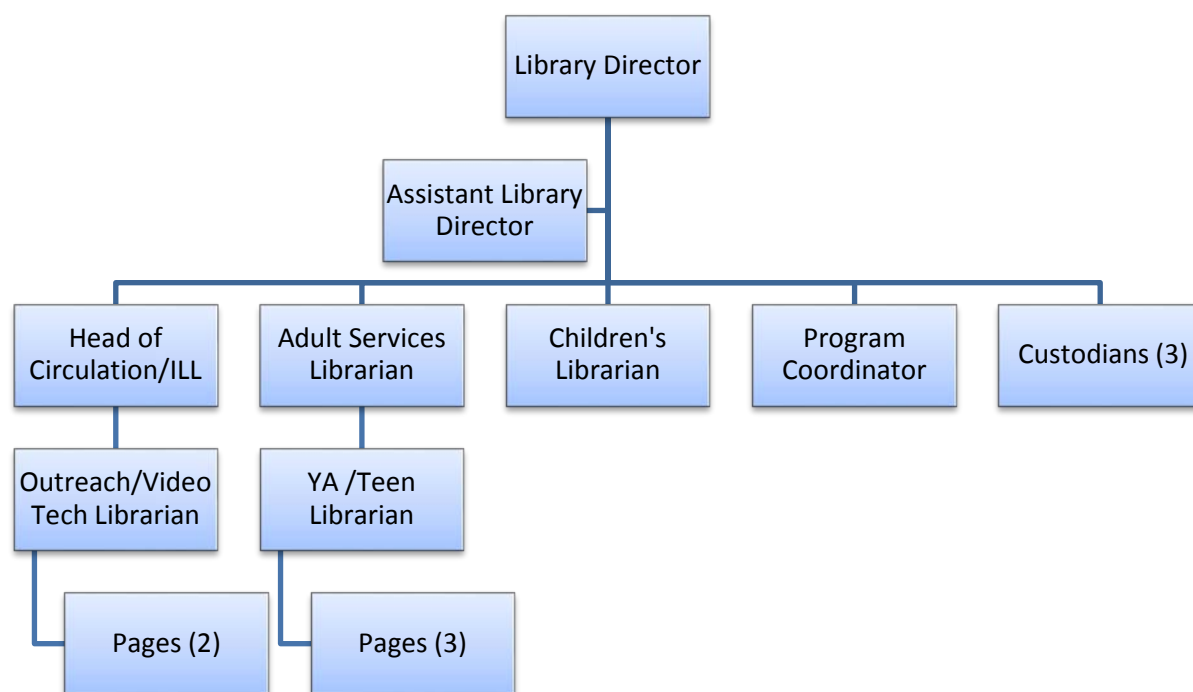 Library Director
Assistant Library
Director
Head of
Circulation/ILL
Adult Services
Librarian
Children's
Librarian
Program
Coordinator
Custodians (3)
Outreach/Video
Tech Librarian
YA /Teen
Librarian
Pages (2)
Pages (3)